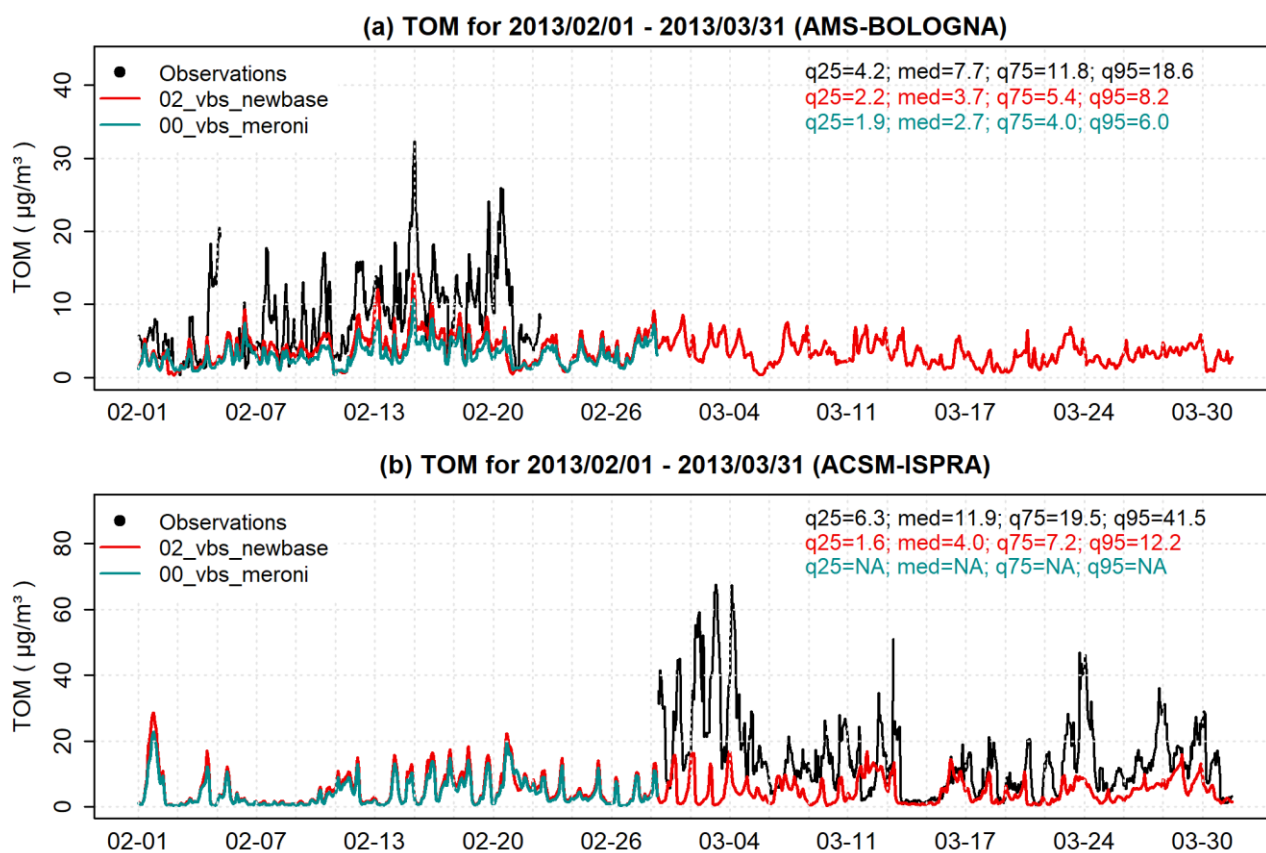 (a) TOM for 2013/02/01 - 2013/03/31 (AMS-BOLOGNA)
Observations
02_vbs_newbase
00_vbs_meroni
q25=4.2; med=7.7; q75=11.8; q95=18.6
q25=2.2; med=3.7; q75=5.4; q95=8.2
q25=1.9; med=2.7; q75=4.0; q95=6.0
TOM ( µg/m³ )
40
30
20
10
0
02-01 02-07 02-13 02-20 02-26 03-04 03-11 03-17 03-24 03-30
(b) TOM for 2013/02/01 - 2013/03/31 (ACSM-ISPRA)
Observations
02_vbs_newbase
00_vbs_meroni
q25=6.3; med=11.9; q75=19.5; q95=41.5
q25=1.6; med=4.0; q75=7.2; q95=12.2
q25=NA; med=NA; q75=NA; q95=NA
TOM ( µg/m³ )
80
60
40
20
0
02-01 02-07 02-13 02-20 02-26 03-04 03-11 03-17 03-24 03-30